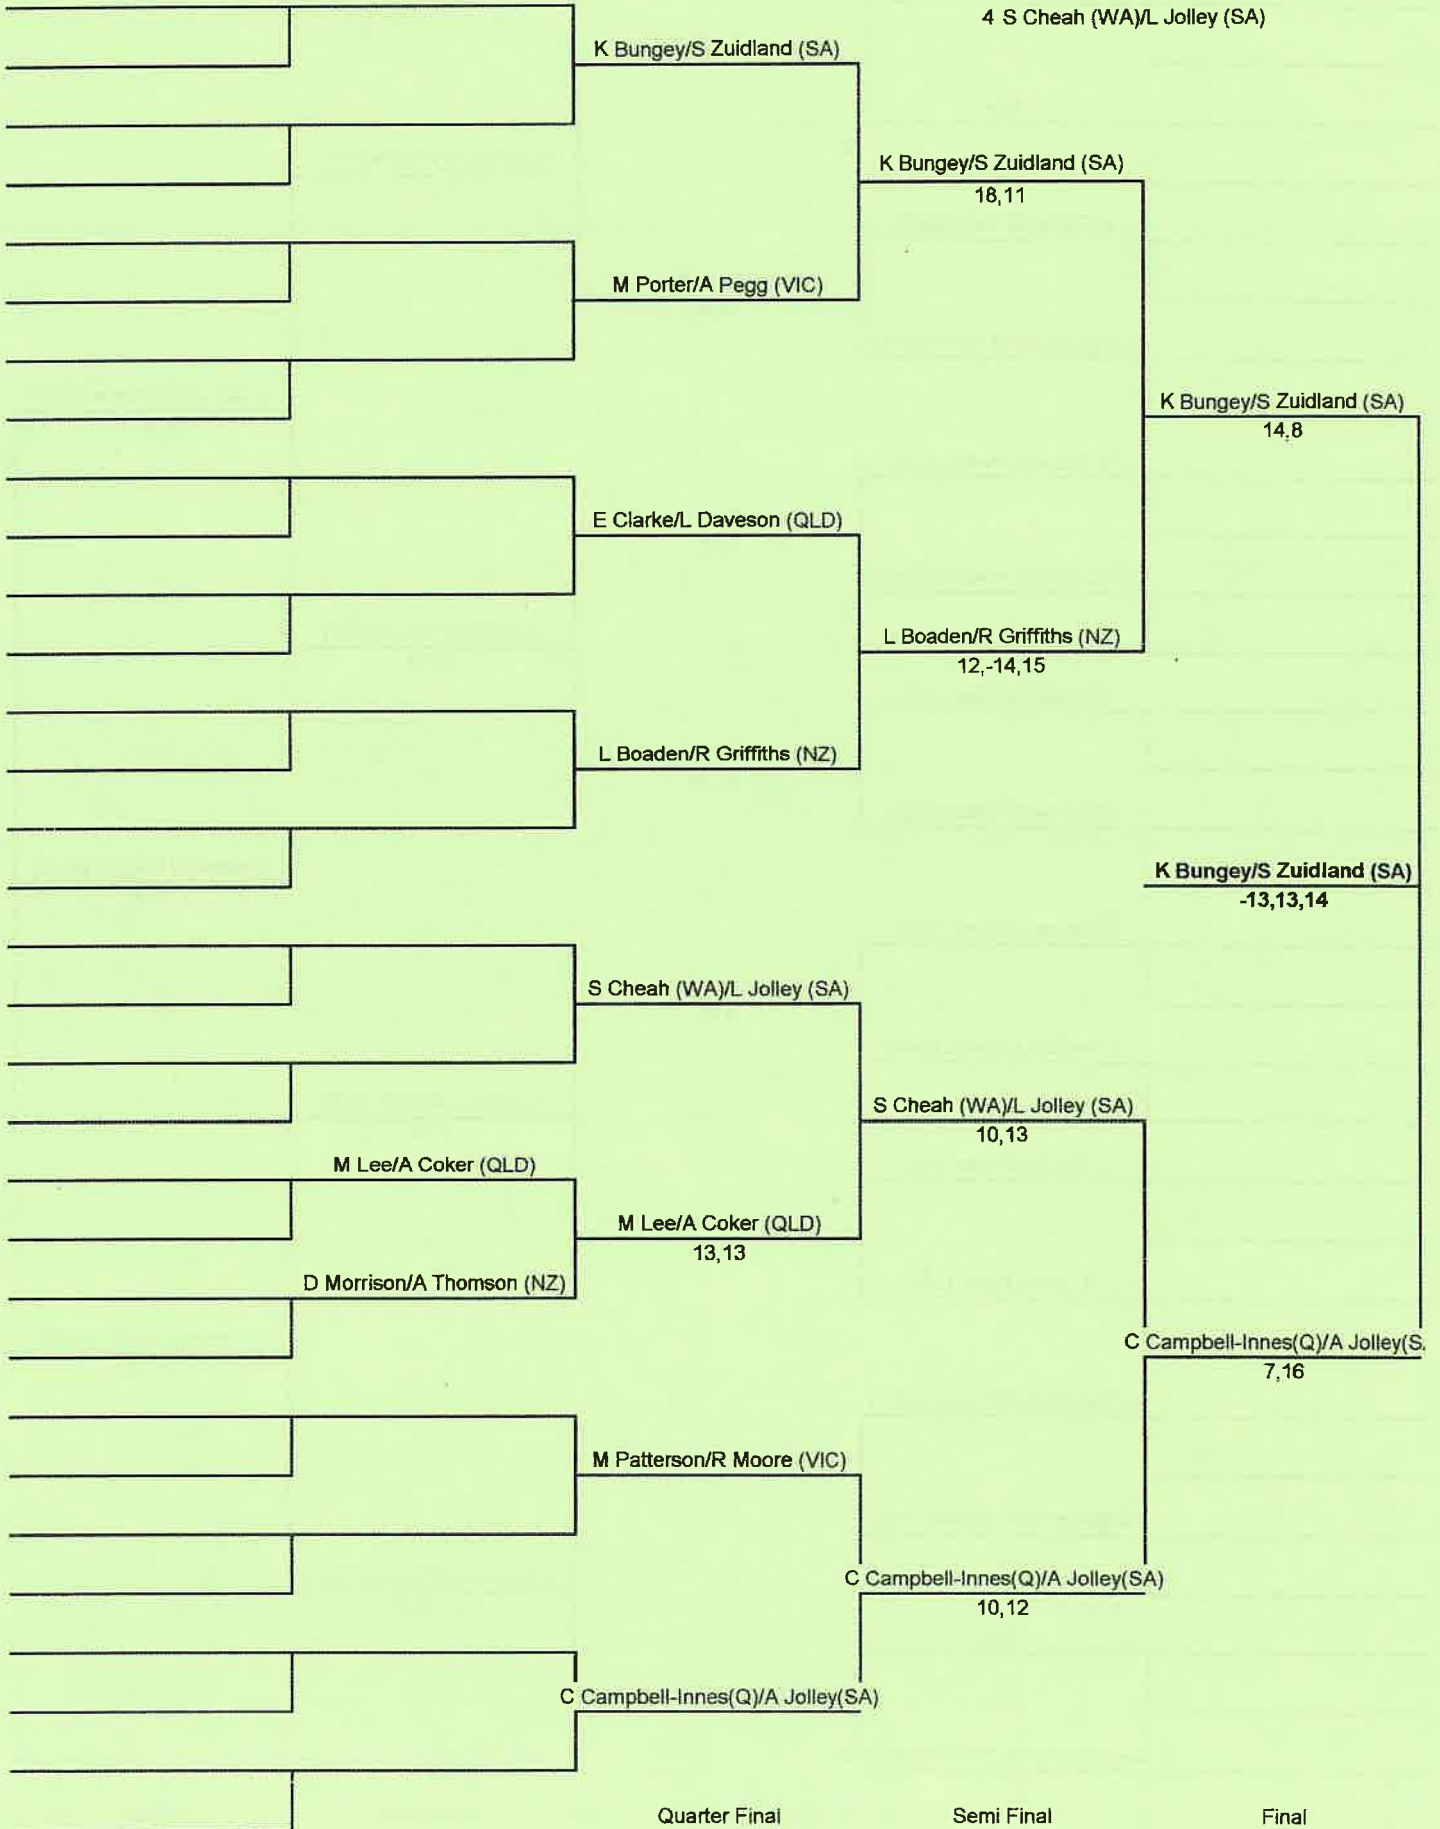 4 S Cheah (WA)/L Jolley (SA)
K Bungey/S Zuidland (SA)
K Bungey/S Zuidland (SA)
18,11
M Porter/A Pegg (VIC)
K Bungey/S Zuidland (SA)
14,8
E Clarke/L Daveson (QLD)
L Boaden/R Griffiths (NZ)
12,-14,15
L Boaden/R Griffiths (NZ)
K Bungey/S Zuidland (SA)
-13,13,14
S Cheah (WA)/L Jolley (SA)
S Cheah (WA)/L Jolley (SA)
10,13
M Lee/A Coker (QLD)
M Lee/A Coker (QLD)
13,13
D Morrison/A Thomson (NZ)
C Campbell-Innes(Q)/A Jolley(S
7,16
M Patterson/R Moore (VIC)
C Campbell-Innes(Q)/A Jolley(SA)
10,12
C Campbell-Innes(Q)/A Jolley(SA)
Quarter Final Semi Final Final